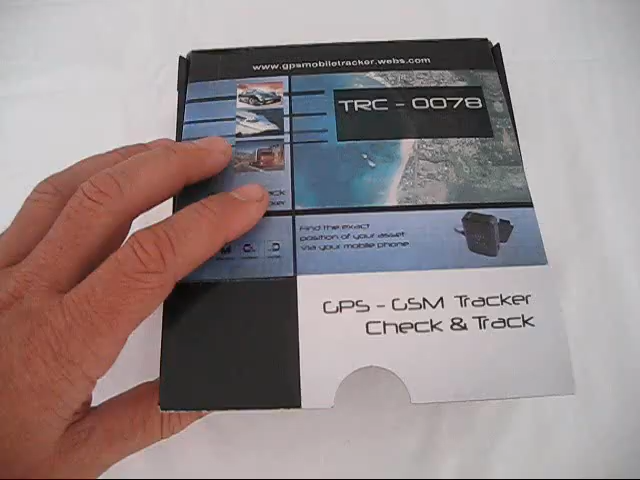 www.gpsmobiletracker.webs.com
TRC - 0078
Find the exact
position of your asset
via your mobile phone
GPS - GSM Tracker
Check & Track